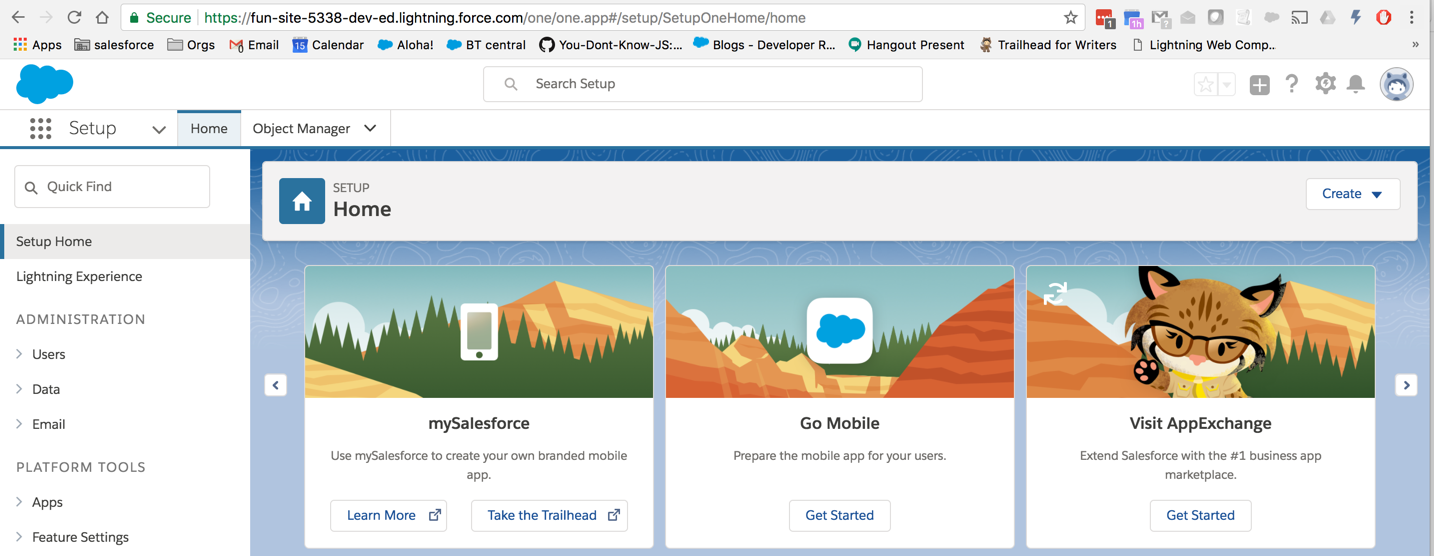 Secure https://fun-site-5338-dev-ed.lightning.force.com/one/one.app#/setup/SetupOneHome/home
1 1h ?
Apps salesforce Orgs Email 15 Calendar Aloha! BT central You-Dont-Know-JS:... Blogs - Developer R... Hangout Present Trailhead for Writers Lightning Web Comp... »
Search Setup
Setup Home Object Manager
Quick Find
SETUP
Home
Create
Setup Home
Lightning Experience
ADMINISTRATION
Users
Data
Email
PLATFORM TOOLS
Apps
Feature Settings
mySalesforce
Use mySalesforce to create your own branded mobile
app.
Learn More Take the Trailhead
Go Mobile
Prepare the mobile app for your users.
Get Started
Visit AppExchange
Extend Salesforce with the #1 business app
marketplace.
Get Started